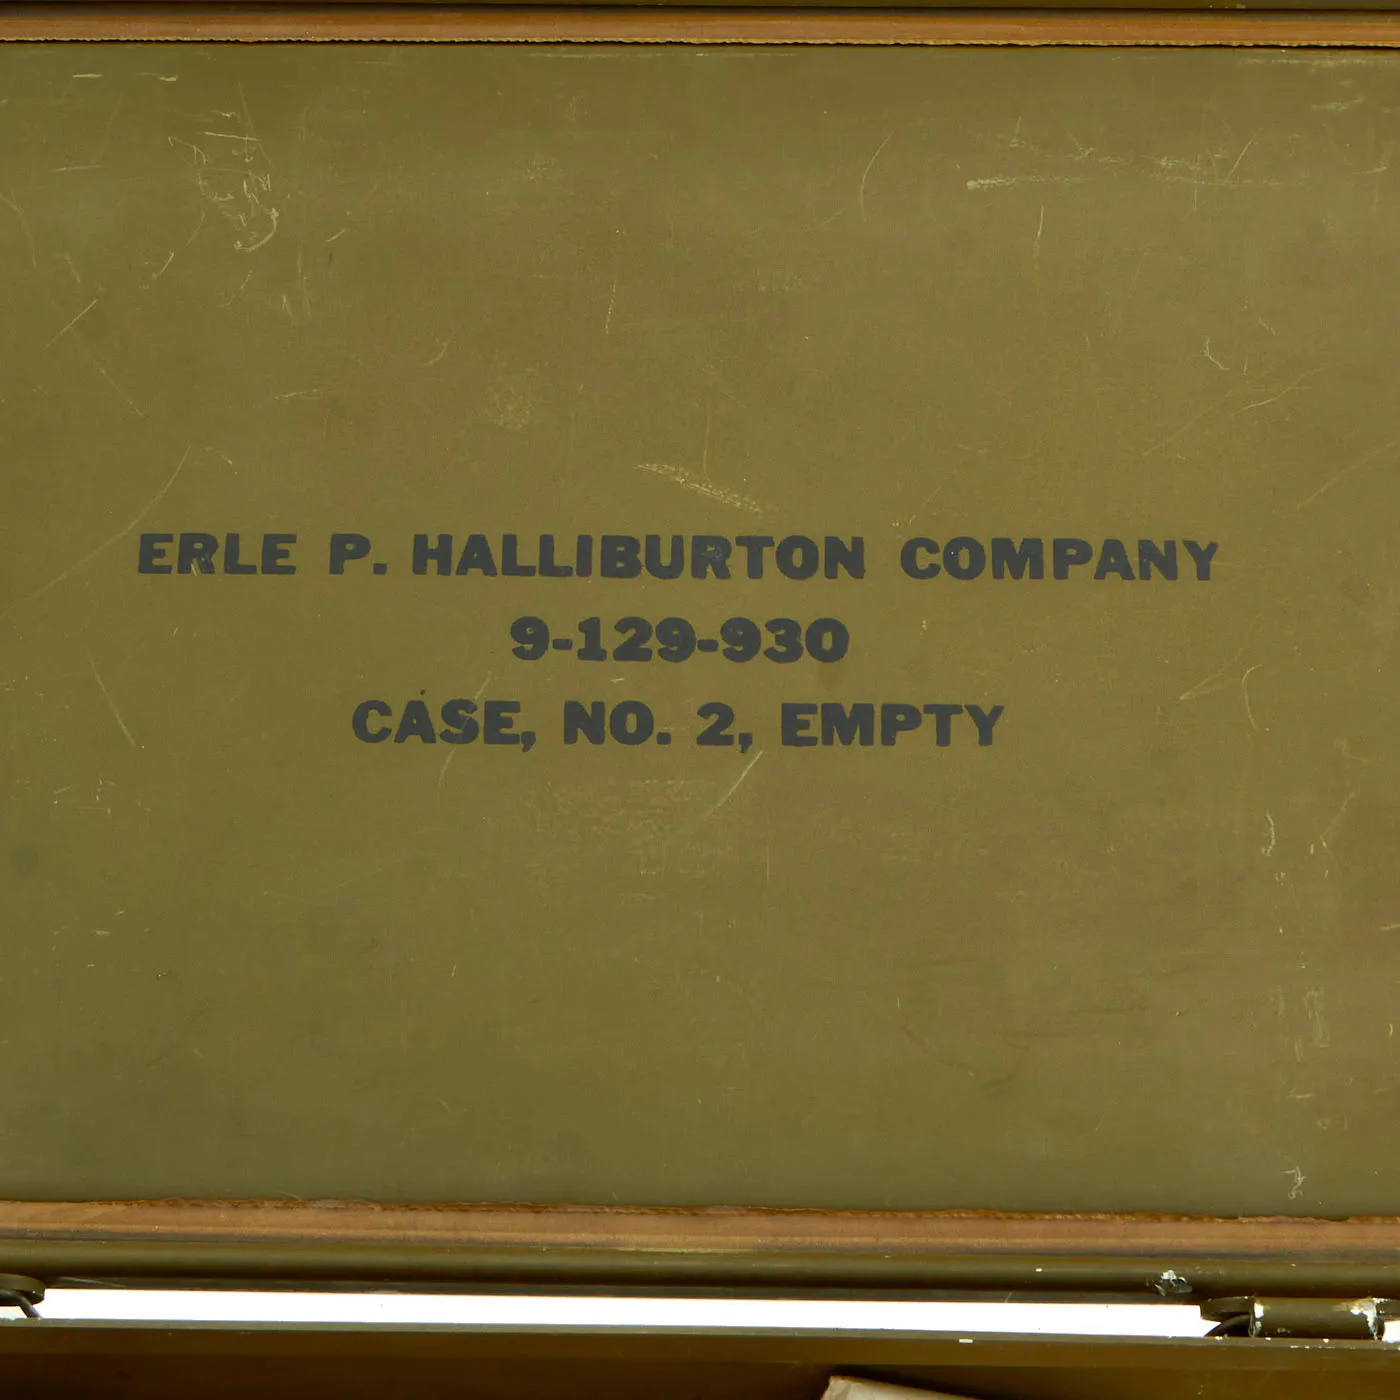 ERLE P. HALLIBURTON COMPANY
9-129-930
CASE, NO. 2, EMPTY